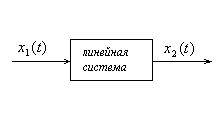 x₁(t)
линейная
система
x₂(t)